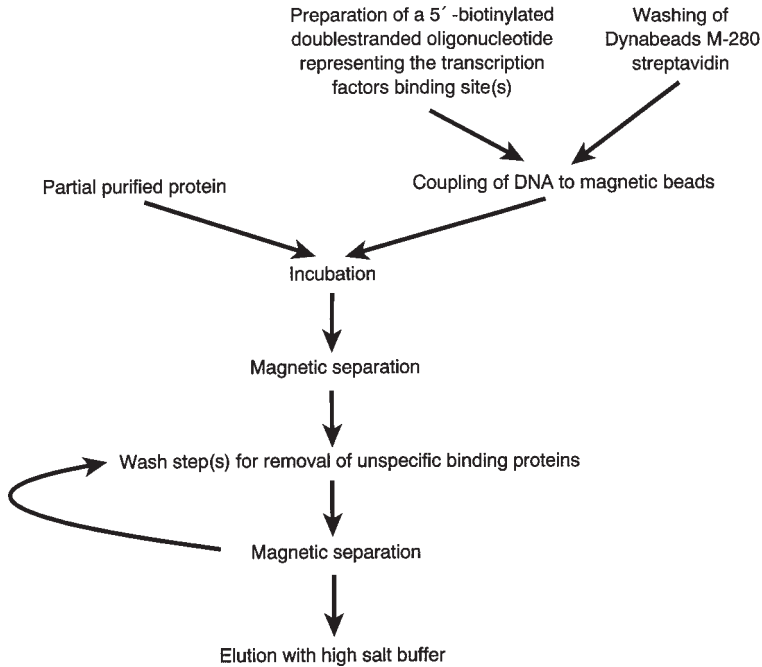 Preparation of a 5´ -biotinylated
doublestranded oligonucleotide
representing the transcription
factors binding site(s)
Washing of
Dynabeads M-280
streptavidin
Partial purified protein
Coupling of DNA to magnetic beads
Incubation
Magnetic separation
Wash step(s) for removal of unspecific binding proteins
Magnetic separation
Elution with high salt buffer